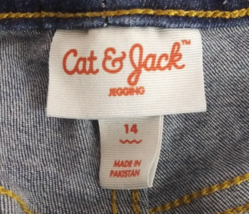 Cat & Jack™
JEGGING
14
MADE IN
PAKISTAN